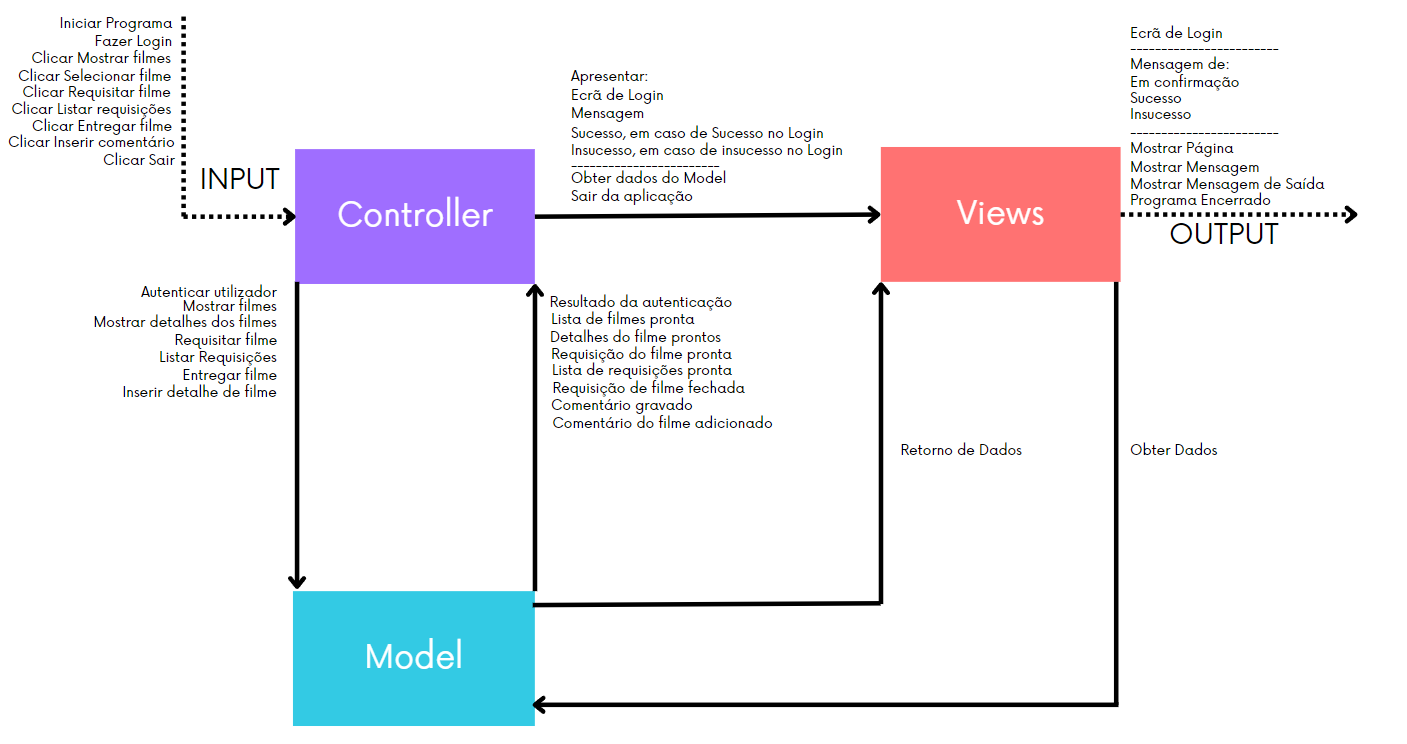 Iniciar Programa
Fazer Login
Clicar Mostrar filmes
Clicar Selecionar filme
Clicar Requisitar filme
Clicar Listar requisições
Clicar Entregar filme
Clicar Inserir comentário
Clicar Sair
INPUT
Controller
Apresentar:
Ecrã de Login
Mensagem
Sucesso, em caso de Sucesso no Login
Insucesso, em caso de insucesso no Login
------------------------
Obter dados do Model
Sair da aplicação
Views
Ecrã de Login
------------------------
Mensagem de:
Em confirmação
Sucesso
Insucesso
------------------------
Mostrar Página
Mostrar Mensagem
Mostrar Mensagem de Saída
Programa Encerrado
OUTPUT
Autenticar utilizador
Mostrar filmes
Mostrar detalhes dos filmes
Requisitar filme
Listar Requisições
Entregar filme
Inserir detalhe de filme
Resultado da autenticação
Lista de filmes pronta
Detalhes do filme prontos
Requisição do filme pronta
Lista de requisições pronta
Requisição de filme fechada
Comentário gravado
Comentário do filme adicionado
Retorno de Dados
Obter Dados
Model